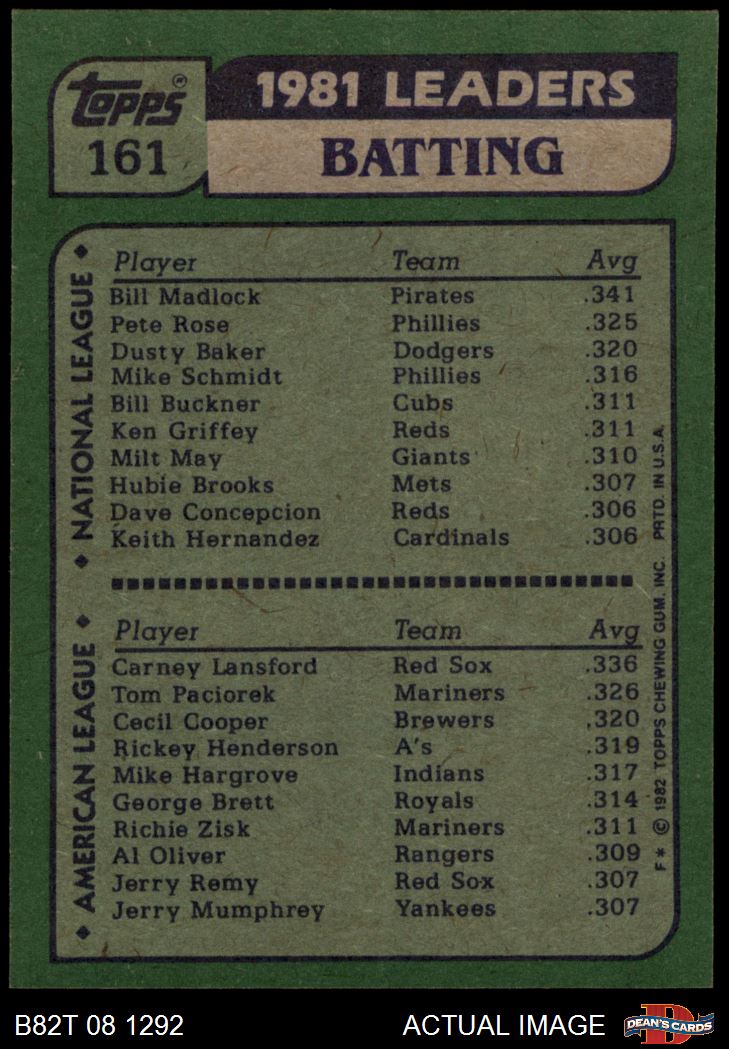 Topps®
161
1981 LEADERS
BATTING
◆ NATIONAL LEAGUE ◆
Player Team Avg
Bill Madlock Pirates .341
Pete Rose Phillies .325
Dusty Baker Dodgers .320
Mike Schmidt Phillies .316
Bill Buckner Cubs .311
Ken Griffey Reds .311
Milt May Giants .310
Hubie Brooks Mets .307
Dave Concepcion Reds .306
Keith Hernandez Cardinals .306
◆ AMERICAN LEAGUE ◆
Player Team Avg
Carney Lansford Red Sox .336
Tom Paciorek Mariners .326
Cecil Cooper Brewers .320
Rickey Henderson A's .319
Mike Hargrove Indians .317
George Brett Royals .314
Richie Zisk Mariners .311
Al Oliver Rangers .309
Jerry Remy Red Sox .307
Jerry Mumphrey Yankees .307
F* © 1982 TOPPS CHEWING GUM, INC. PRTD. IN U.S.A.
B82T 08 1292 ACTUAL IMAGE
D
DEAN'S CARDS